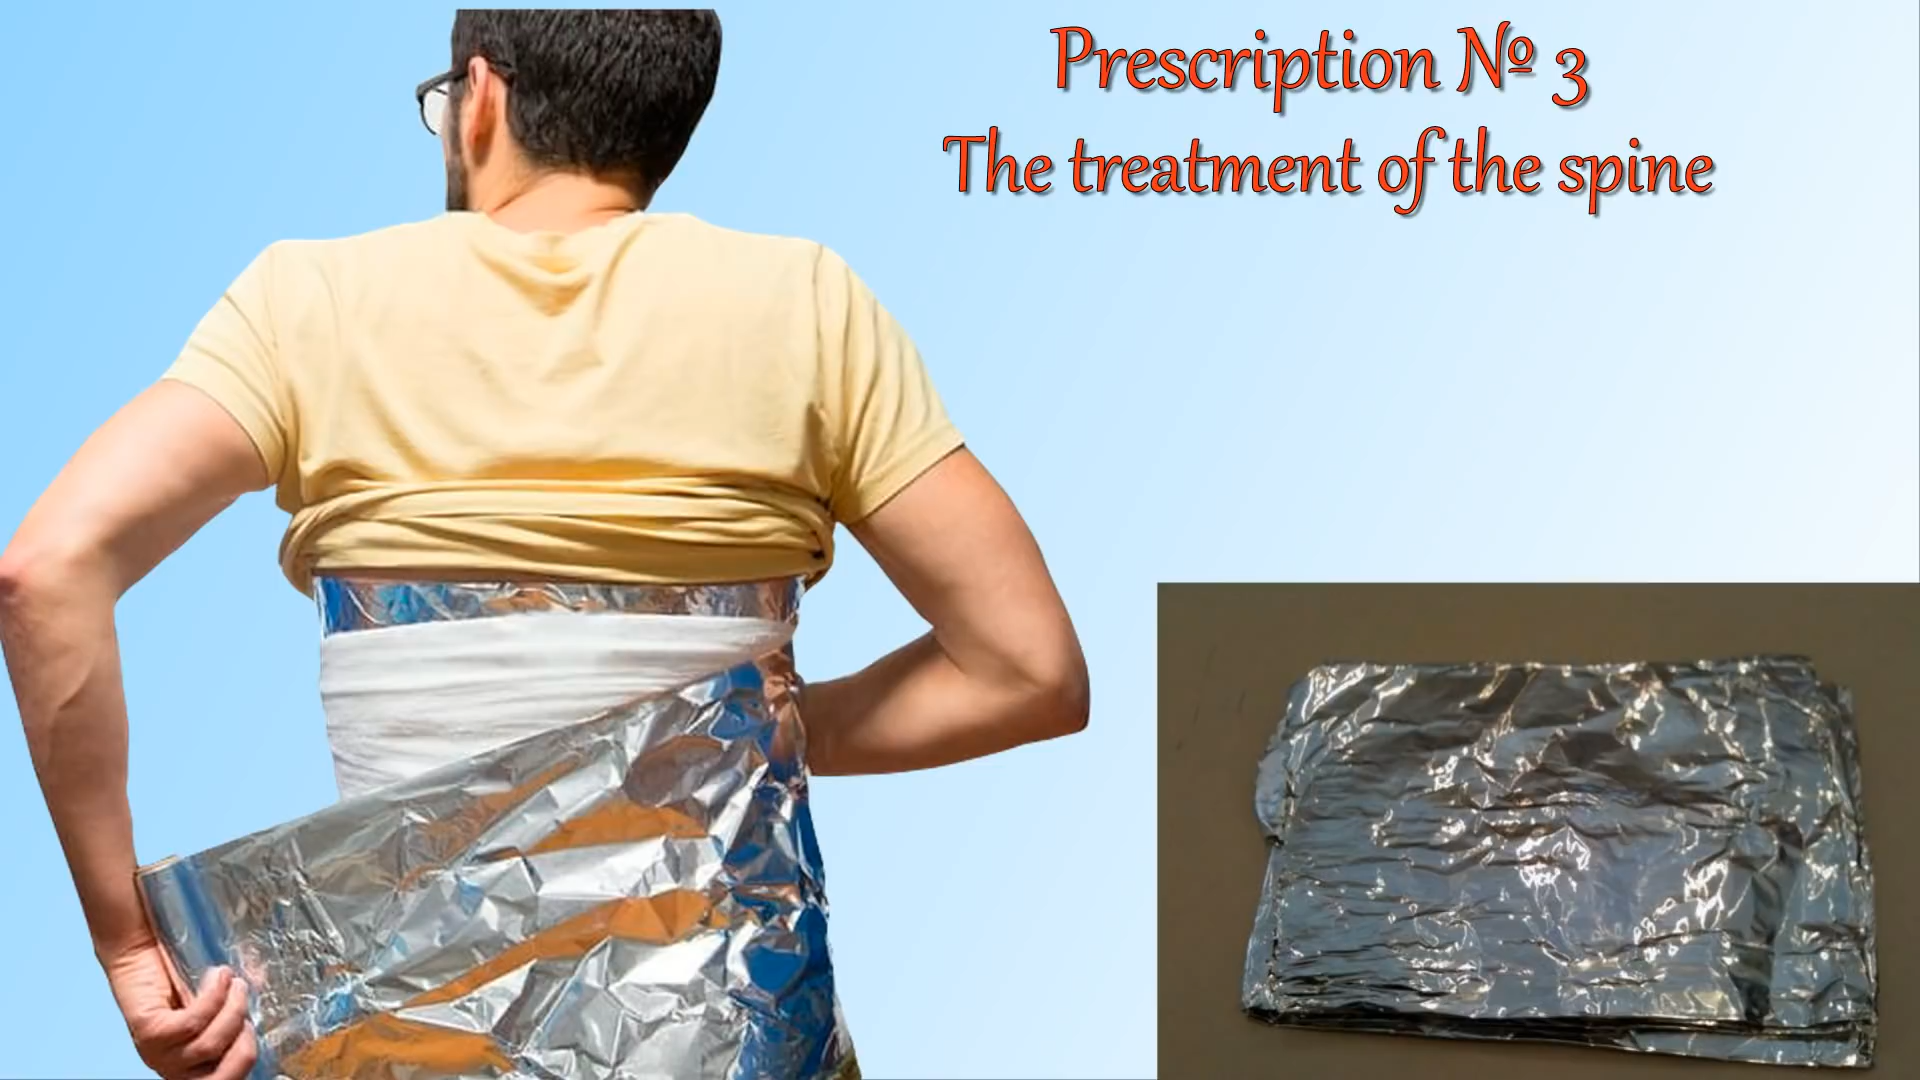 Prescription № 3
The treatment of the spine